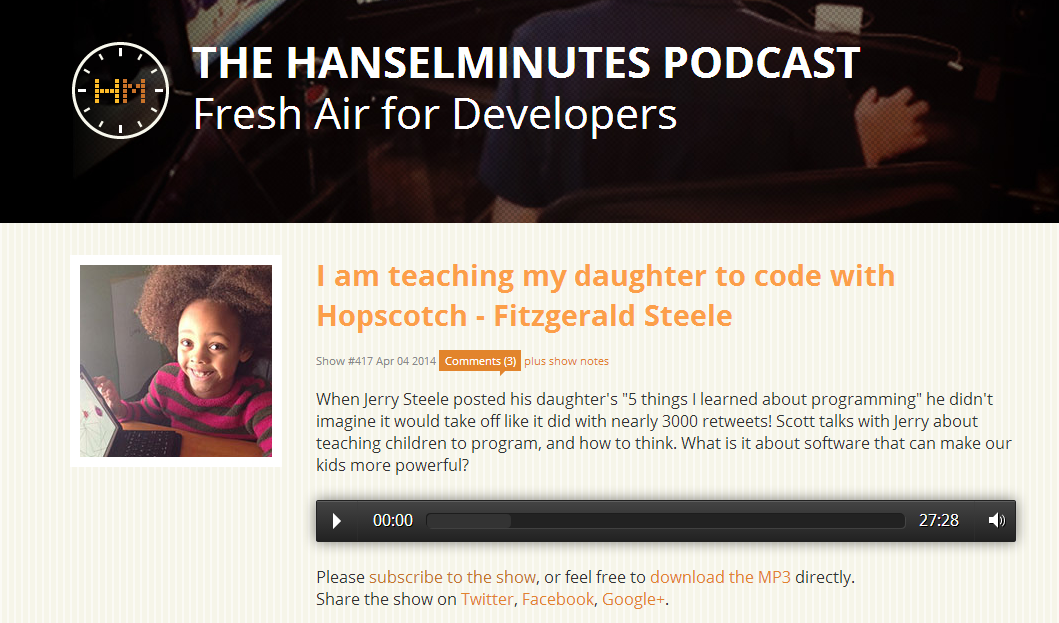 HM
THE HANSELMINUTES PODCAST
Fresh Air for Developers
I am teaching my daughter to code with
Hopscotch - Fitzgerald Steele
Show #417 Apr 04 2014 Comments (3) plus show notes
When Jerry Steele posted his daughter's "5 things I learned about programming" he didn't
imagine it would take off like it did with nearly 3000 retweets! Scott talks with Jerry about
teaching children to program, and how to think. What is it about software that can make our
kids more powerful?
00:00 27:28
Please subscribe to the show, or feel free to download the MP3 directly.
Share the show on Twitter, Facebook, Google+.